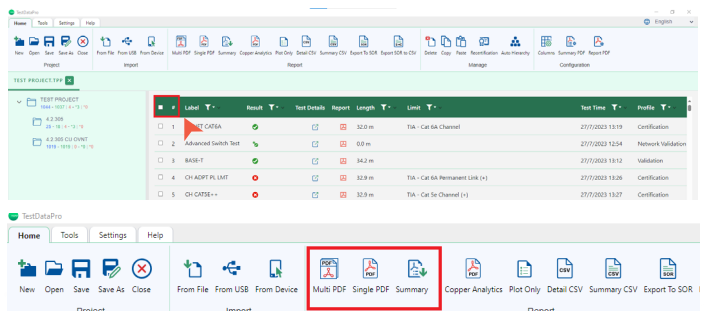 TestDataPro
Home Tools Settings Help
English
New Open Save Save As Close From File From USB From Device Multi PDF Single PDF Summary Copper Analytics Plot Only Detail CSV Summary CSV Export To SOR Export SOR to CSV Delete Copy Paste Recertification Auto Hierarchy Columns Summary PDF Report PDF
Project Import Report Manage Configuration
TEST PROJECT.TPP
TEST PROJECT
4.2 305
4.2 305 CU OVNT
# Label Result Test Details Report Length Limit Test Time Profile
1 CAT6A 32.0 m TIA - Cat 6A Channel 27/7/2023 13:19 Certification
2 Advanced Switch Test 0.0 m 27/7/2023 12:54 Network Validation
3 BASE-T 34.2 m 27/7/2023 13:12 Validation
4 CH ADPT PL LMT 32.9 m TIA - Cat 6A Permanent Link (+) 27/7/2023 13:26 Certification
5 CH CAT5E++ 32.9 m TIA - Cat 5e Channel (+) 27/7/2023 13:27 Certification
TestDataPro
Home Tools Settings Help
New Open Save Save As Close From File From USB From Device Multi PDF Single PDF Summary Copper Analytics Plot Only Detail CSV Summary CSV Export To SOR
Project Import Report